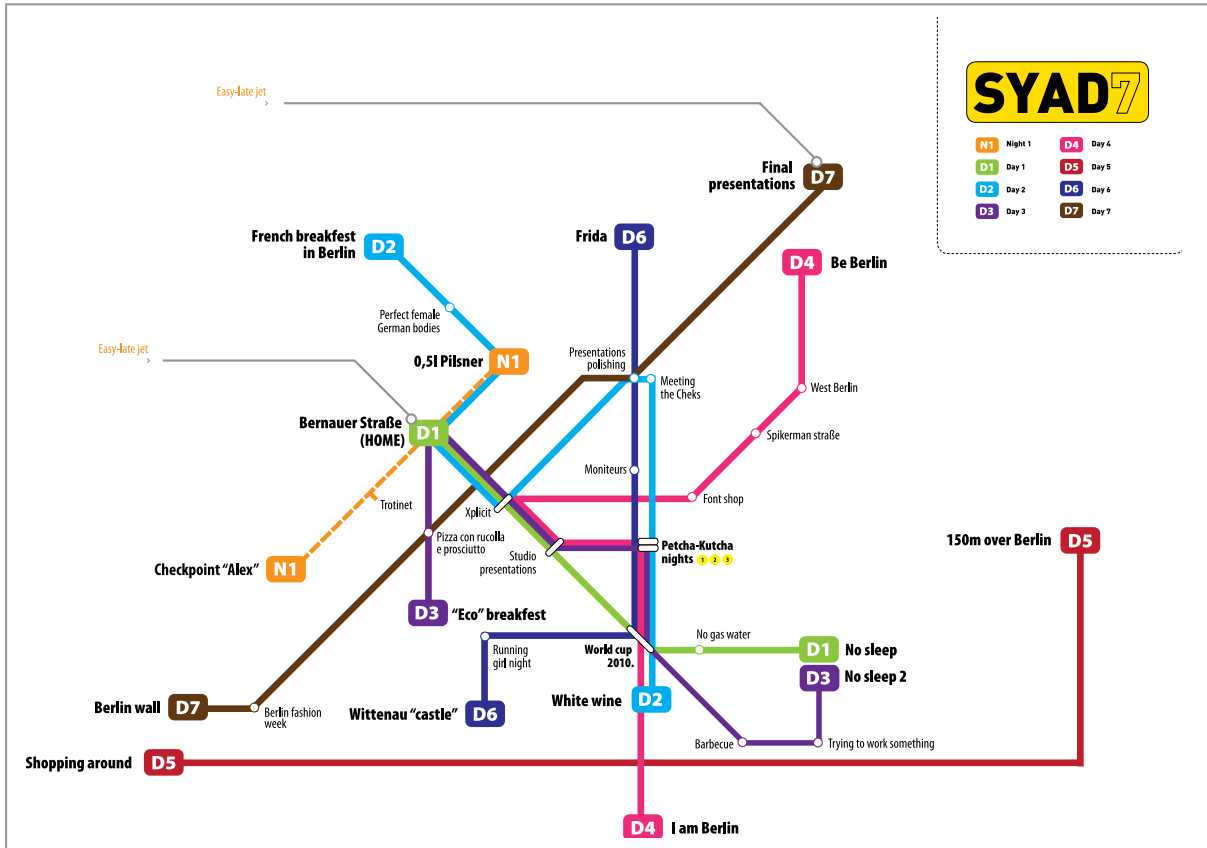 SYAD7
N1 Night 1
D4 Day 4
D1 Day 1
D5 Day 5
D2 Day 2
D6 Day 6
D3 Day 3
D7 Day 7
Easy-late jet
Final
presentations
D7
French breakfest
in Berlin
D2
Frida
D6
D4
Be Berlin
Perfect female
German bodies
Easy-late jet
0,5l Pilsner
N1
Presentations
polishing
Meeting
the Cheks
West Berlin
Bernauer Straße
(HOME)
D1
Spikerman straße
Moniteurs
Trotinet
Xplicit
Font shop
Pizza con rucolla
e prosciutto
Studio
presentations
Petcha-Kutcha
nights 1 2 3
150m over Berlin
D5
Checkpoint “Alex”
N1
D3
“Eco” breakfest
Running
girl night
World cup
2010.
No gas water
D1
No sleep
D3
No sleep 2
Berlin wall
D7
Berlin fashion
week
Wittenau “castle”
D6
White wine
D2
Barbecue
Trying to work something
Shopping around
D5
D4
I am Berlin